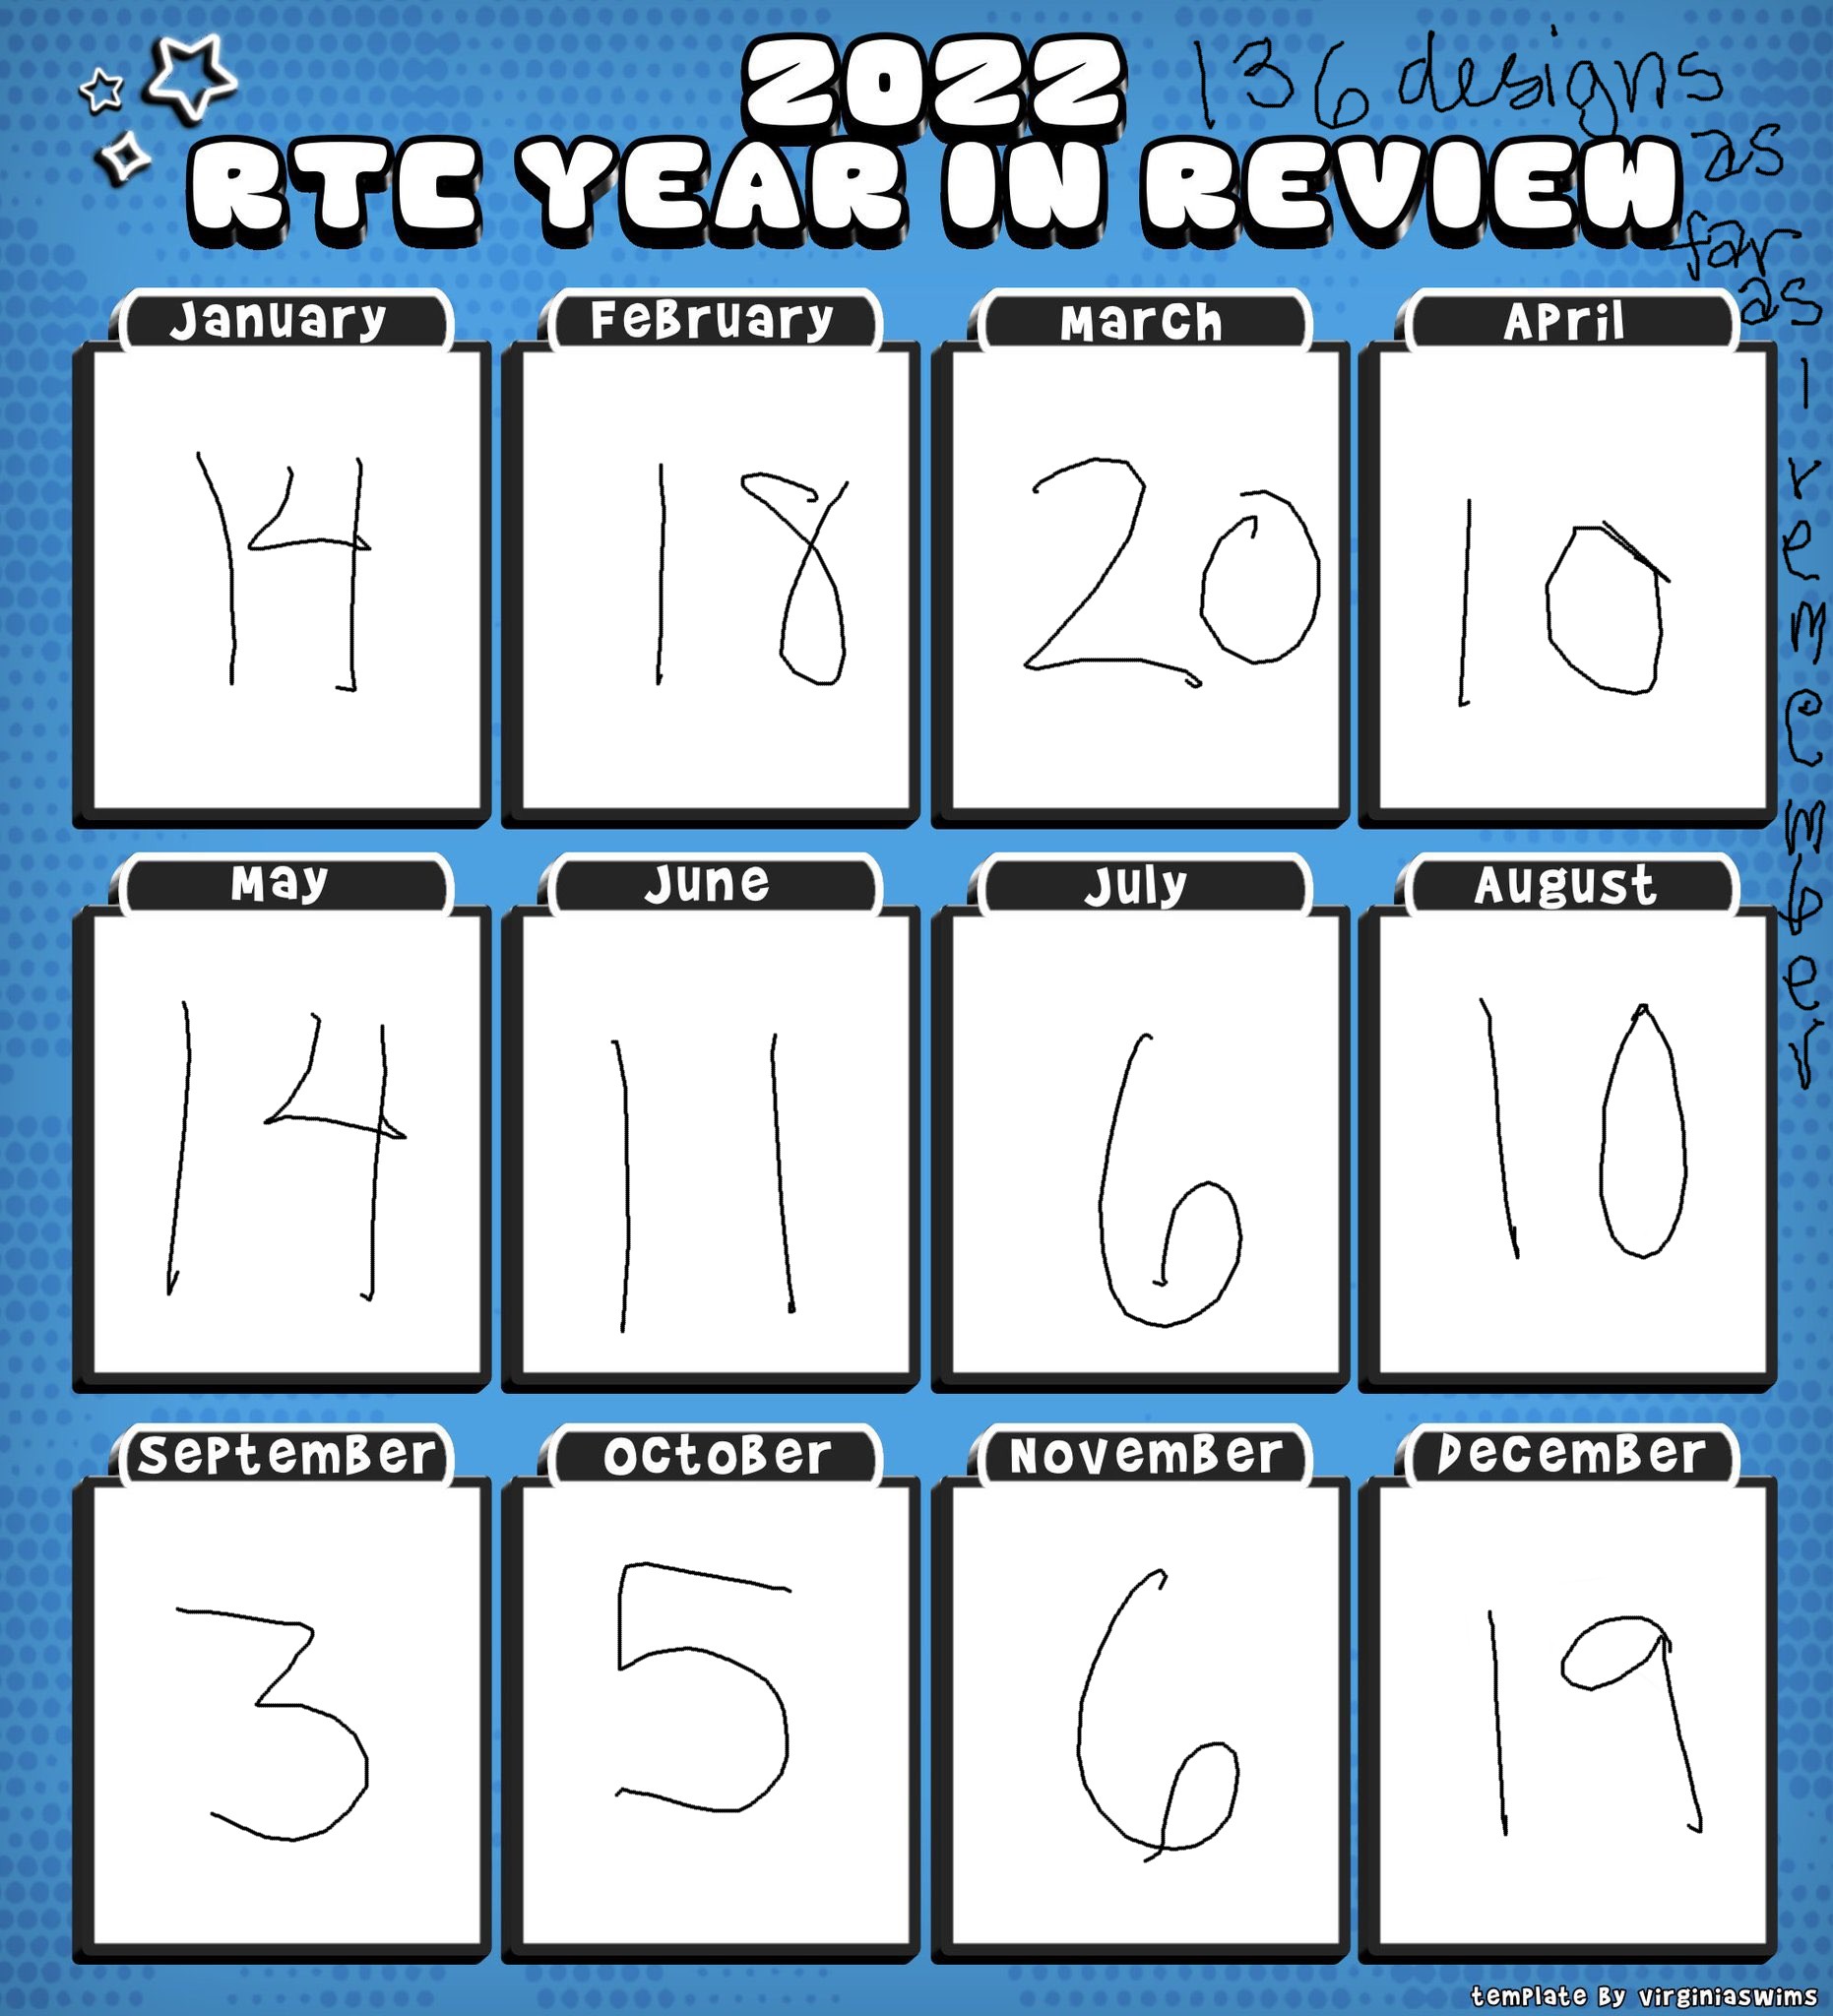 2022
136 designs
as
far
as
I
remember
RTC YEAR IN REVIEW
January
14
February
18
March
20
April
10
May
14
June
11
July
6
August
10
September
3
October
5
November
6
December
19
template by virginiaswims